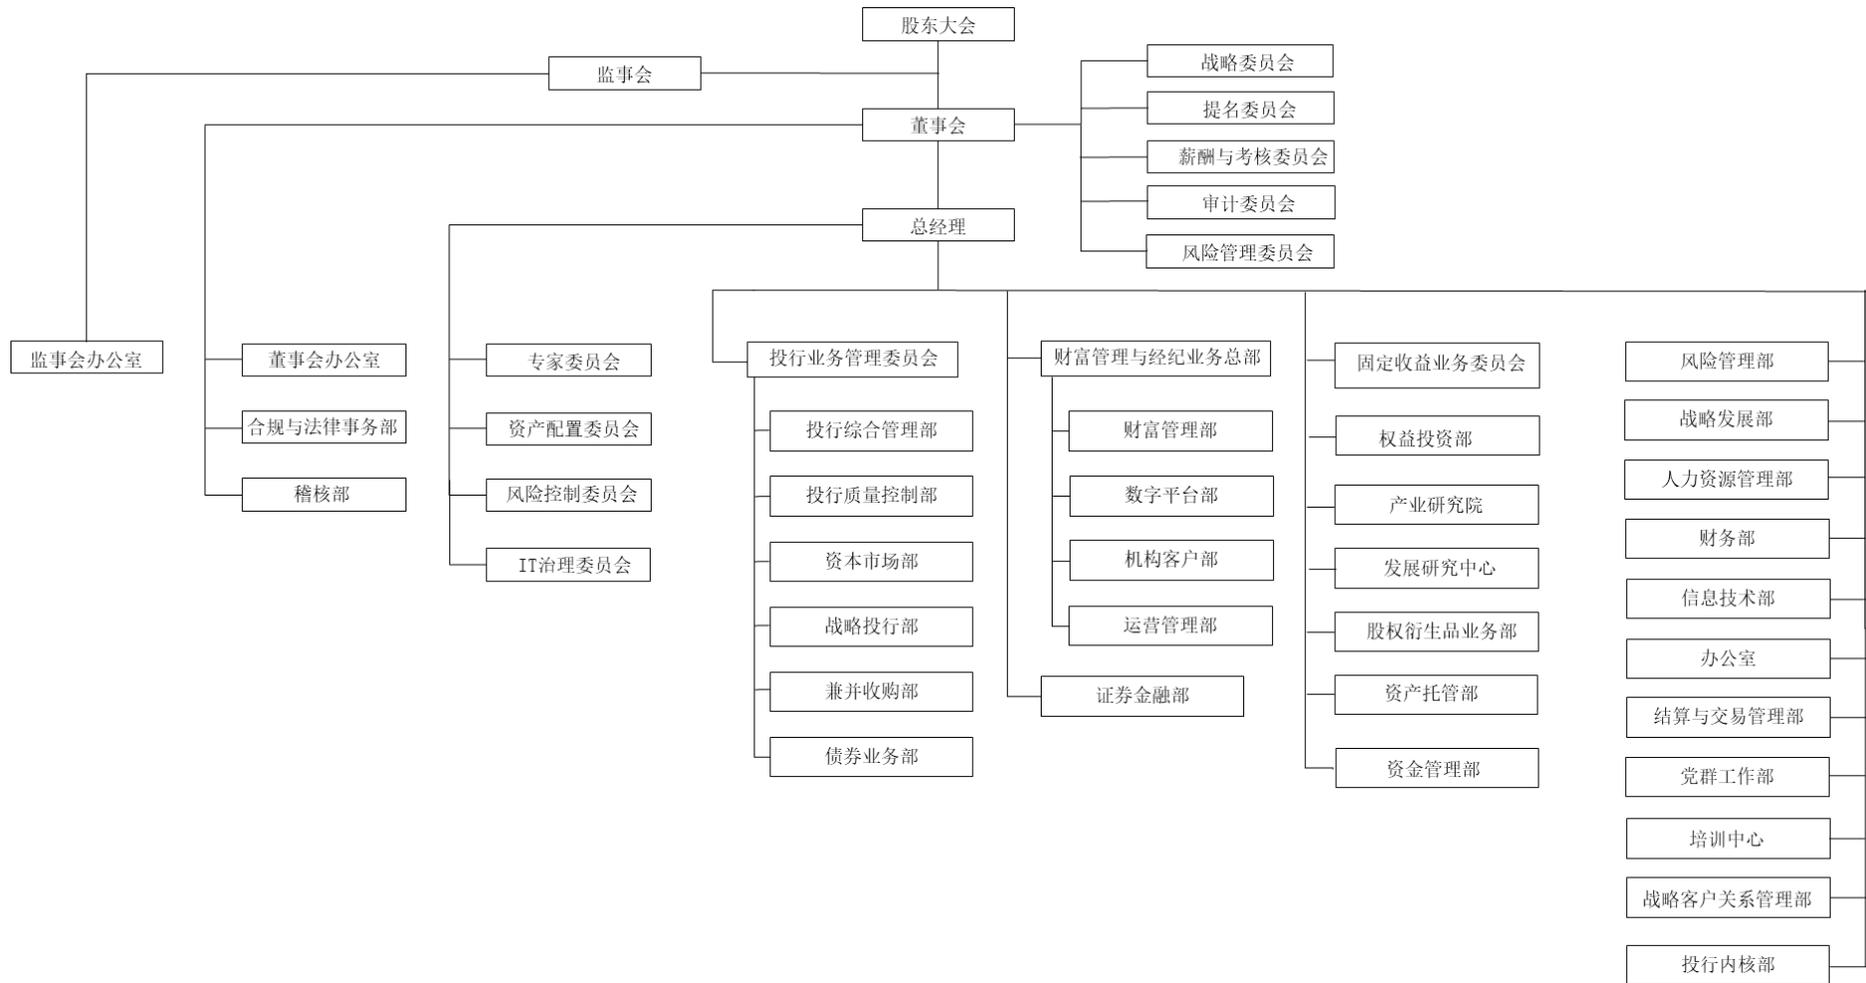 股东大会
监事会
战略委员会
提名委员会
董事会
薪酬与考核委员会
审计委员会
总经理
风险管理委员会
监事会办公室
董事会办公室
合规与法律事务部
稽核部
专家委员会
资产配置委员会
风险控制委员会
IT治理委员会
投行业务管理委员会
投行综合管理部
投行质量控制部
资本市场部
战略投行部
兼并收购部
债券业务部
财富管理与经纪业务总部
财富管理部
数字平台部
机构客户部
运营管理部
证券金融部
固定收益业务委员会
权益投资部
产业研究院
发展研究中心
股权衍生品业务部
资产托管部
资金管理部
风险管理部
战略发展部
人力资源管理部
财务部
信息技术部
办公室
结算与交易管理部
党群工作部
培训中心
战略客户关系管理部
投行内核部